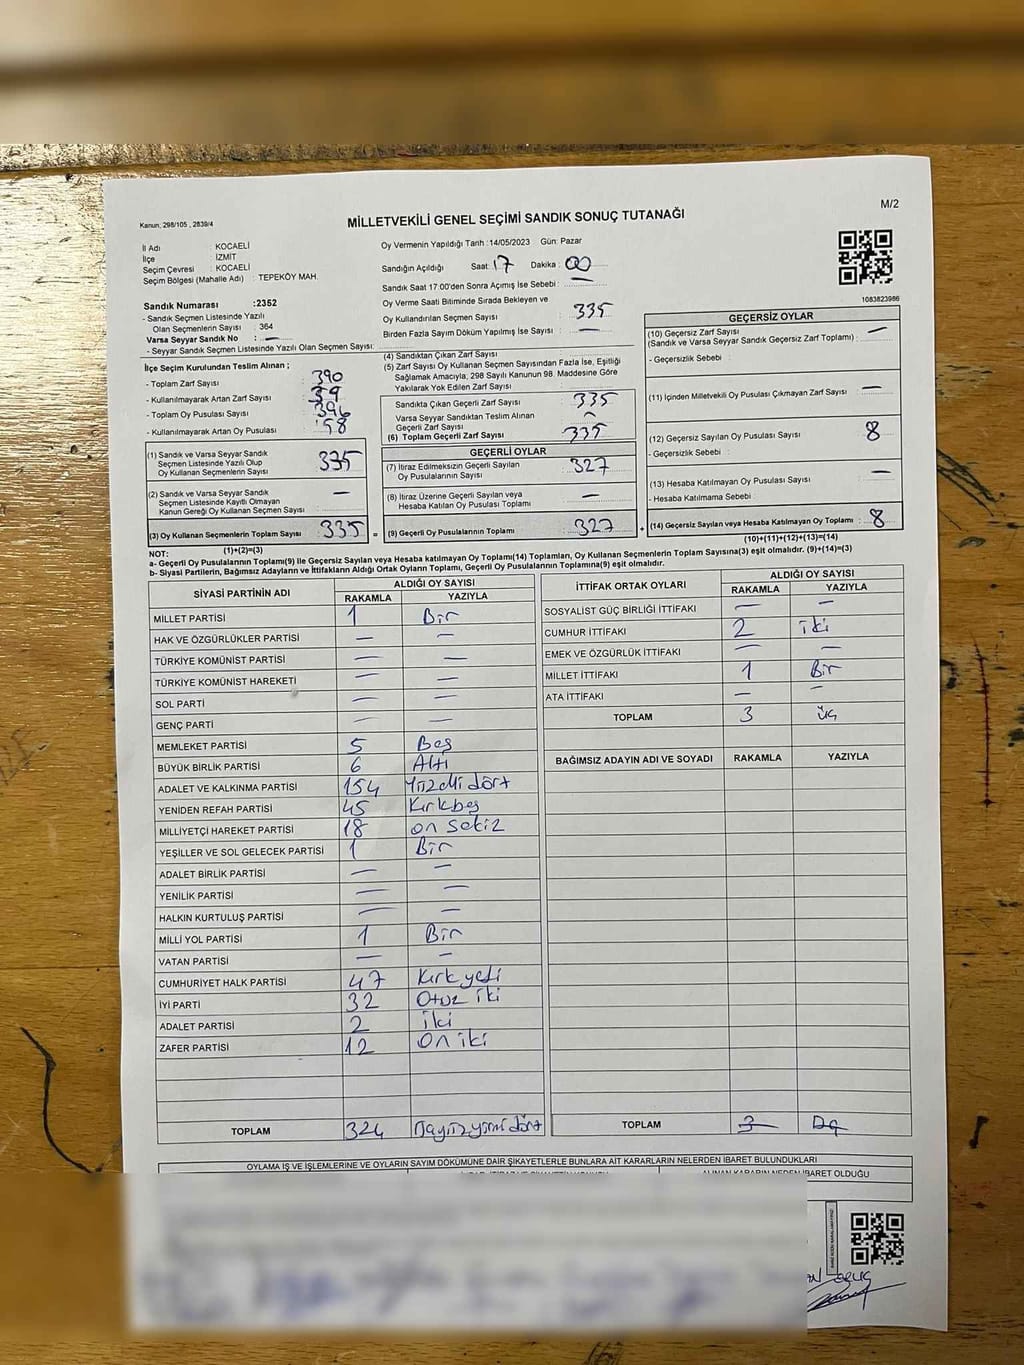 M/2
Kanun: 298/105 , 2839/4
MİLLETVEKİLİ GENEL SEÇİMİ SANDIK SONUÇ TUTANAĞI
İl Adı : KOCAELİ
İlçe : İZMİT
Seçim Çevresi : KOCAELİ
Seçim Bölgesi (Mahalle Adı) : TEPEKÖY MAH.
Sandık Numarası :2352
- Sandık Seçmen Listesinde Yazılı
Olan Seçmenlerin Sayısı : 364
Varsa Seyyar Sandık No : —
- Seyyar Sandık Seçmen Listesinde Yazılı Olan Seçmen Sayısı:
Oy Vermenin Yapıldığı Tarih :14/05/2023 Gün: Pazar
Sandığın Açıldığı Saat: 17 Dakika : 00
Sandık Saat 17:00'den Sonra Açımış İse Sebebi : —
Oy Verme Saati Bitiminde Sırada Bekleyen ve
Oy Kullandırılan Seçmen Sayısı : 335
Birden Fazla Sayım Döküm Yapılmış İse Sayısı : —
1083823986
İlçe Seçim Kurulundan Teslim Alınan ;
- Toplam Zarf Sayısı : 390
- Kullanılmayarak Artan Zarf Sayısı :
- Toplam Oy Pusulası Sayısı : 396
- Kullanılmayarak Artan Oy Pusulası : 58
(1) Sandık ve Varsa Seyyar Sandık
Seçmen Listesinde Yazılı Olup
Oy Kullanan Seçmenlerin Sayısı : 335
(2) Sandık ve Varsa Seyyar Sandık
Seçmen Listesinde Kayıtlı Olmayan
Kanun Gereği Oy Kullanan Seçmen Sayısı : —
(3) Oy Kullanan Seçmenlerin Toplam Sayısı : 335 =
(1)+(2)=(3)
(4) Sandıktan Çıkan Zarf Sayısı :
(5) Zarf Sayısı Oy Kullanan Seçmen Sayısından Fazla İse, Eşitliği
Sağlamak Amacıyla; 298 Sayılı Kanunun 98. Maddesine Göre
Yakılarak Yok Edilen Zarf Sayısı :
Sandıkta Çıkan Geçerli Zarf Sayısı : 335
Varsa Seyyar Sandıktan Teslim Alınan
Geçerli Zarf Sayısı : —
(6) Toplam Geçerli Zarf Sayısı : 335
GEÇERLİ OYLAR
(7) İtiraz Edilmeksizin Geçerli Sayılan
Oy Pusulalarının Sayısı : 327
(8) İtiraz Üzerine Geçerli Sayılan veya
Hesaba Katılan Oy Pusulası Toplamı : —
(9) Geçerli Oy Pusulalarının Toplamı : 327 +
GEÇERSİZ OYLAR
(10) Geçersiz Zarf Sayısı —
(Sandık ve Varsa Seyyar Sandık Geçersiz Zarf Toplamı) :
- Geçersizlik Sebebi :
(11) İçinden Milletvekili Oy Pusulası Çıkmayan Zarf Sayısı : —
(12) Geçersiz Sayılan Oy Pusulası Sayısı : 8
- Geçersizlik Sebebi :
(13) Hesaba Katılmayan Oy Pusulası Sayısı : —
- Hesaba Katılmama Sebebi :
(14) Geçersiz Sayılan veya Hesaba Katılmayan Oy Toplamı : 8
(10)+(11)+(12)+(13)=(14)
NOT:
a- Geçerli Oy Pusulalarının Toplamı(9) ile Geçersiz Sayılan veya Hesaba katılmayan Oy Toplamı(14) Toplamları, Oy Kullanan Seçmenlerin Toplam Sayısına(3) eşit olmalıdır. (9)+(14)=(3)
b- Siyasi Partilerin, Bağımsız Adayların ve İttifakların Aldığı Ortak Oyların Toplamı, Geçerli Oy Pusulalarının Toplamına(9) eşit olmalıdır.
SİYASİ PARTİNİN ADI ALDIĞI OY SAYISI
RAKAMLA YAZIYLA
MİLLET PARTİSİ 1 Bir
HAK VE ÖZGÜRLÜKLER PARTİSİ — —
TÜRKİYE KOMÜNİST PARTİSİ — —
TÜRKİYE KOMÜNİST HAREKETİ — —
SOL PARTİ — —
GENÇ PARTİ — —
MEMLEKET PARTİSİ 5 Beş
BÜYÜK BİRLİK PARTİSİ 6 Altı
ADALET VE KALKINMA PARTİSİ 154 Yüzelli dört
YENİDEN REFAH PARTİSİ 45 Kırkbeş
MİLLİYETÇİ HAREKET PARTİSİ 18 on sekiz
YEŞİLLER VE SOL GELECEK PARTİSİ 1 Bir
ADALET BİRLİK PARTİSİ — —
YENİLİK PARTİSİ — —
HALKIN KURTULUŞ PARTİSİ — —
MİLLİ YOL PARTİSİ 1 Bir
VATAN PARTİSİ — —
CUMHURİYET HALK PARTİSİ 47 Kırk yedi
İYİ PARTİ 32 Otuz iki
ADALET PARTİSİ 2 iki
ZAFER PARTİSİ 12 On iki
TOPLAM 324 üçyüzyirmi dört
İTTİFAK ORTAK OYLARI ALDIĞI OY SAYISI
RAKAMLA YAZIYLA
SOSYALİST GÜÇ BİRLİĞİ İTTİFAKI — —
CUMHUR İTTİFAKI 2 iki
EMEK VE ÖZGÜRLÜK İTTİFAKI — —
MİLLET İTTİFAKI 1 Bir
ATA İTTİFAKI — —
TOPLAM 3 üç
BAĞIMSIZ ADAYIN ADI VE SOYADI RAKAMLA YAZIYLA
TOPLAM 3 üç
OYLAMA İŞ VE İŞLEMLERİNE VE OYLARIN SAYIM DÖKÜMÜNE DAİR ŞİKAYETLERLE BUNLARA AİT KARARLARIN NELERDEN İBARET BULUNDUKLARI
ALINAN KARARIN NEDEN İBARET OLDUĞU